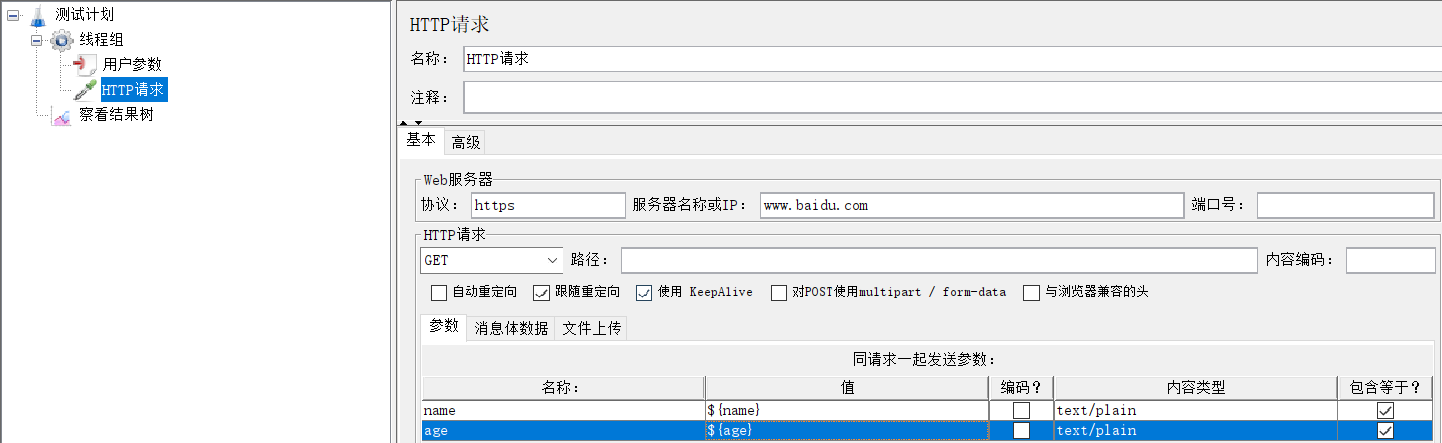 测试计划
线程组
用户参数
HTTP请求
察看结果树
HTTP请求
名称： HTTP请求
注释：
基本 高级
Web服务器
协议： https 服务器名称或IP： www.baidu.com 端口号：
HTTP请求
GET 路径： 内容编码：
自动重定向 跟随重定向 使用 KeepAlive 对POST使用multipart / form-data 与浏览器兼容的头
参数 消息体数据 文件上传
同请求一起发送参数：
名称： 值 编码？ 内容类型 包含等于？
name ${name} text/plain
age ${age} text/plain